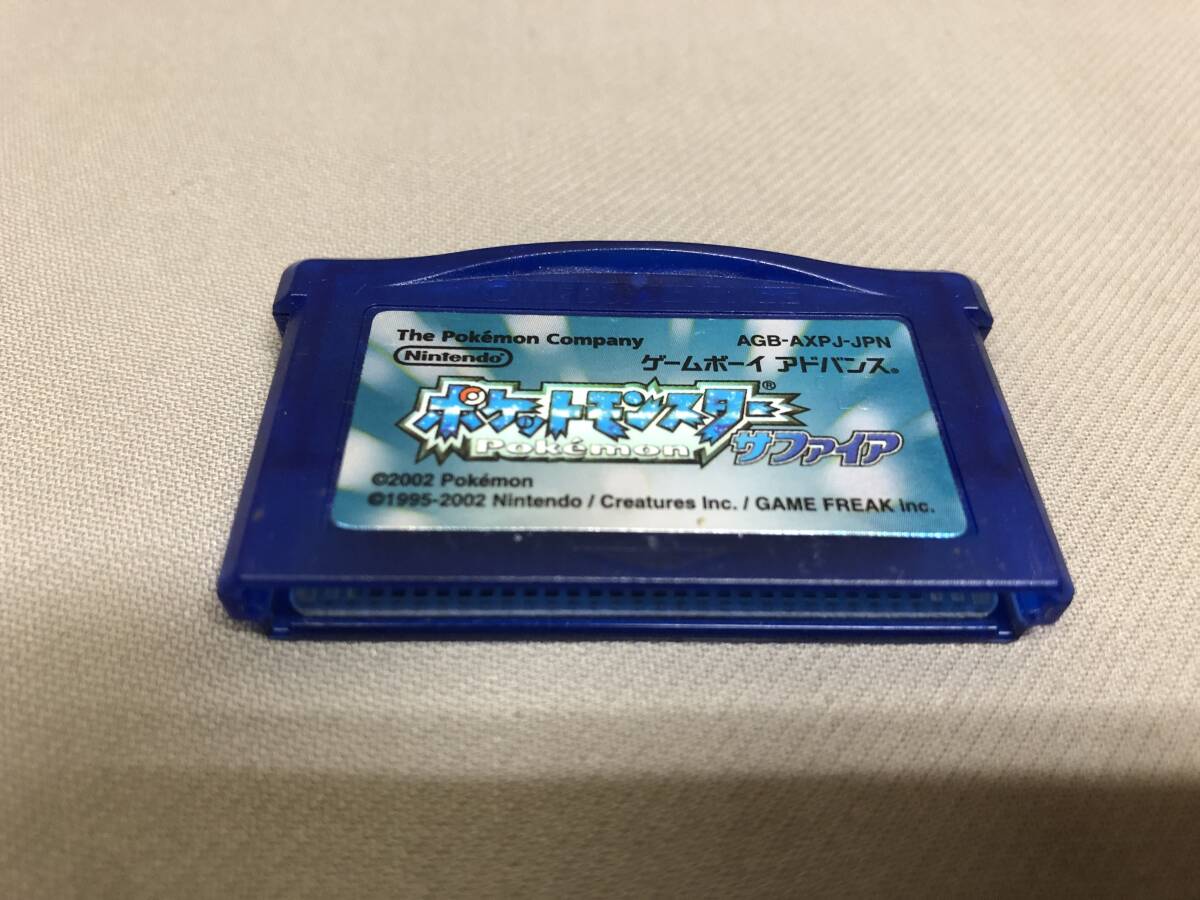 The Pokémon Company
AGB-AXPJ-JPN
Nintendo
ゲームボーイ アドバンス®
ポケットモンスター®
Pokémon
サファイア
©2002 Pokémon
©1995-2002 Nintendo / Creatures Inc. / GAME FREAK Inc.